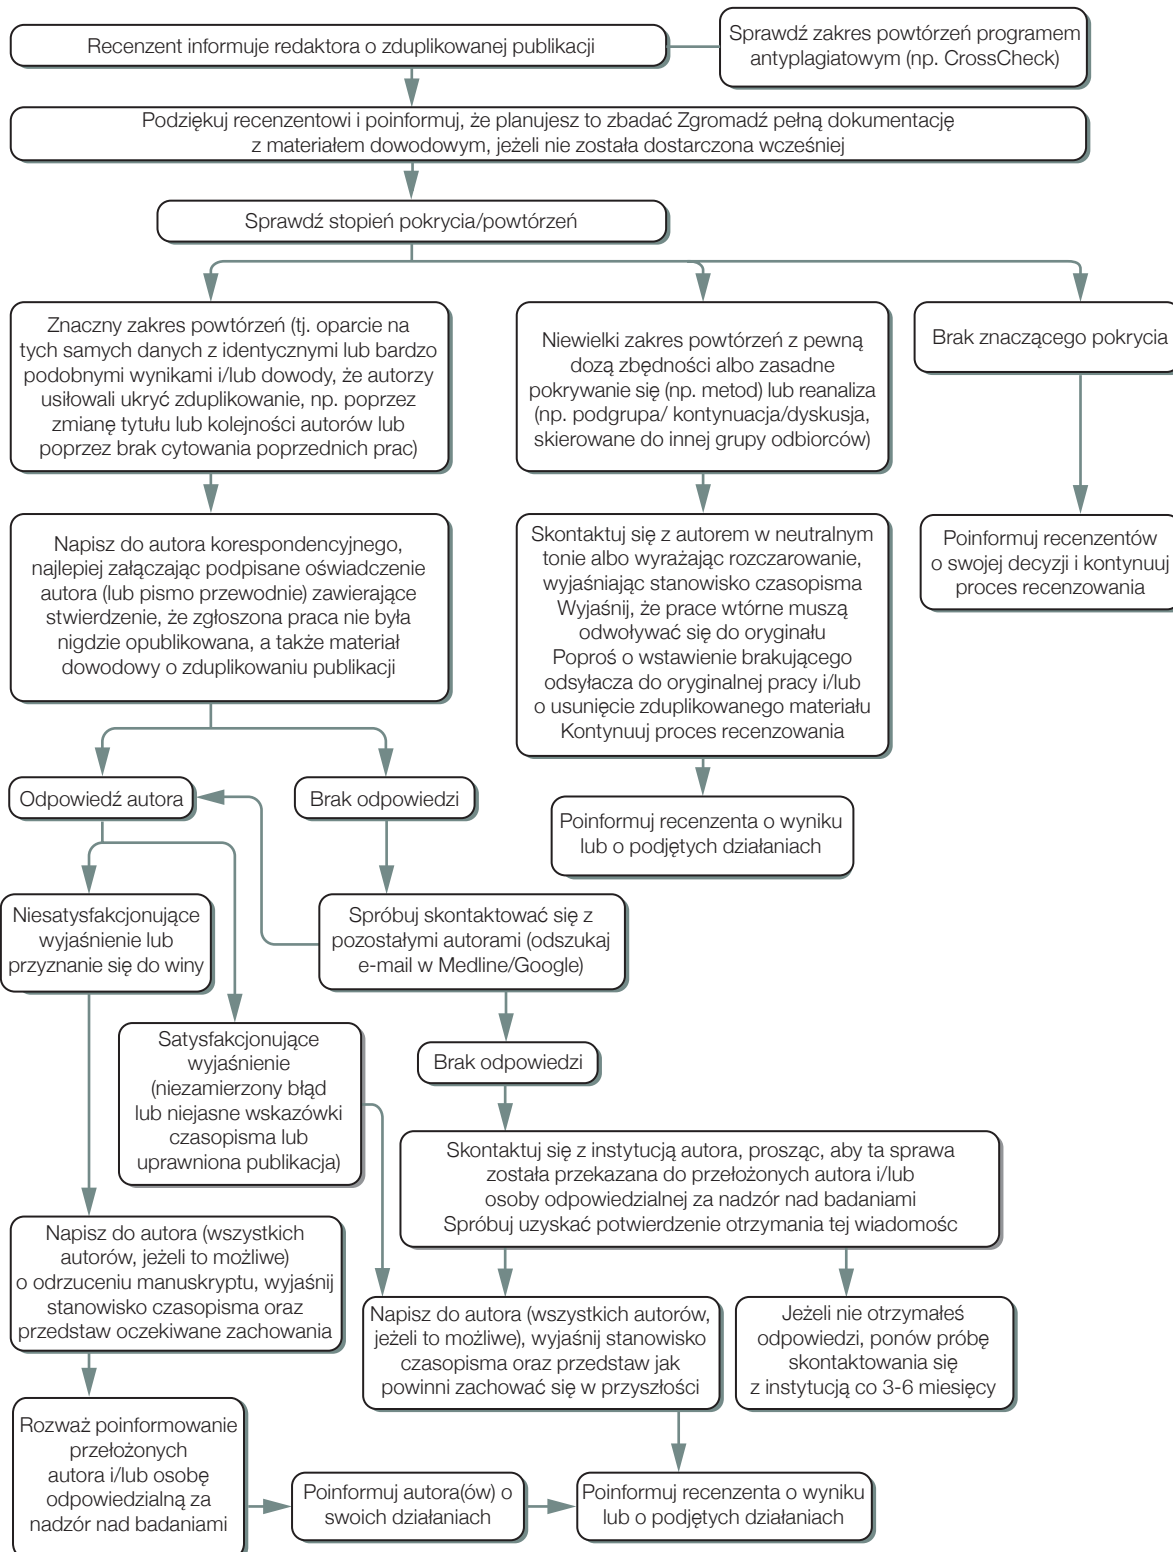 Recenzent informuje redaktora o zduplikowanej publikacji
Sprawdź zakres powtórzeń programem
antyplagiatowym (np. CrossCheck)
Podziękuj recenzentowi i poinformuj, że planujesz to zbadać Zgromadź pełną dokumentację
z materiałem dowodowym, jeżeli nie została dostarczona wcześniej
Sprawdź stopień pokrycia/powtórzeń
Znaczny zakres powtórzeń (tj. oparcie na
tych samych danych z identycznymi lub bardzo
podobnymi wynikami i/lub dowody, że autorzy
usiłowali ukryć zduplikowanie, np. poprzez
zmianę tytułu lub kolejności autorów lub
poprzez brak cytowania poprzednich prac)
Niewielki zakres powtórzeń z pewną
dozą zbędności albo zasadne
pokrywanie się (np. metod) lub reanaliza
(np. podgrupa/ kontynuacja/dyskusja,
skierowane do innej grupy odbiorców)
Brak znaczącego pokrycia
Napisz do autora korespondencyjnego,
najlepiej załączając podpisane oświadczenie
autora (lub pismo przewodnie) zawierające
stwierdzenie, że zgłoszona praca nie była
nigdzie opublikowana, a także materiał
dowodowy o zduplikowaniu publikacji
Skontaktuj się z autorem w neutralnym
tonie albo wyrażając rozczarowanie,
wyjaśniając stanowisko czasopisma
Wyjaśnij, że prace wtórne muszą
odwoływać się do oryginału
Poproś o wstawienie brakującego
odsyłacza do oryginalnej pracy i/lub
o usunięcie zduplikowanego materiału
Kontynuuj proces recenzowania
Poinformuj recenzentów
o swojej decyzji i kontynuuj
proces recenzowania
Odpowiedź autora
Brak odpowiedzi
Poinformuj recenzenta o wyniku
lub o podjętych działaniach
Niesatysfakcjonujące
wyjaśnienie lub
przyznanie się do winy
Spróbuj skontaktować się z
pozostałymi autorami (odszukaj
e-mail w Medline/Google)
Satysfakcjonujące
wyjaśnienie
(niezamierzony błąd
lub niejasne wskazówki
czasopisma lub
uprawniona publikacja)
Brak odpowiedzi
Skontaktuj się z instytucją autora, prosząc, aby ta sprawa
została przekazana do przełożonych autora i/lub
osoby odpowiedzialnej za nadzór nad badaniami
Spróbuj uzyskać potwierdzenie otrzymania tej wiadomośc
Napisz do autora (wszystkich
autorów, jeżeli to możliwe)
o odrzuceniu manuskryptu, wyjaśnij
stanowisko czasopisma oraz
przedstaw oczekiwane zachowania
Napisz do autora (wszystkich autorów,
jeżeli to możliwe), wyjaśnij stanowisko
czasopisma oraz przedstaw jak
powinni zachować się w przyszłości
Jeżeli nie otrzymałeś
odpowiedzi, ponów próbę
skontaktowania się
z instytucją co 3-6 miesięcy
Rozważ poinformowanie
przełożonych
autora i/lub osobę
odpowiedzialną za
nadzór nad badaniami
Poinformuj autora(ów) o
swoich działaniach
Poinformuj recenzenta o wyniku
lub o podjętych działaniach